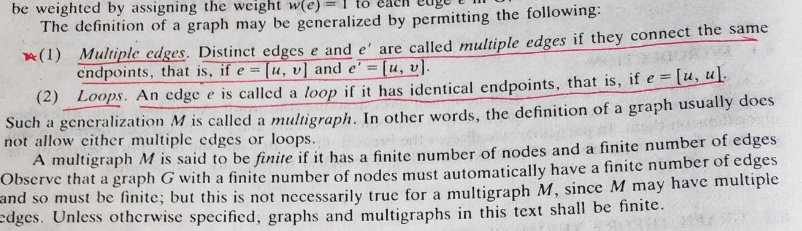 be weighted by assigning the weight w(e) = 1 to each edge e in
The definition of a graph may be generalized by permitting the following:
(1) Multiple edges. Distinct edges e and e′ are called multiple edges if they connect the same
endpoints, that is, if e = [u, v] and e′ = [u, v].
(2) Loops. An edge e is called a loop if it has identical endpoints, that is, if e = [u, u].
Such a generalization M is called a multigraph. In other words, the definition of a graph usually does
not allow either multiple edges or loops.
A multigraph M is said to be finite if it has a finite number of nodes and a finite number of edges
Observe that a graph G with a finite number of nodes must automatically have a finite number of edges
and so must be finite; but this is not necessarily true for a multigraph M, since M may have multiple
edges. Unless otherwise specified, graphs and multigraphs in this text shall be finite.